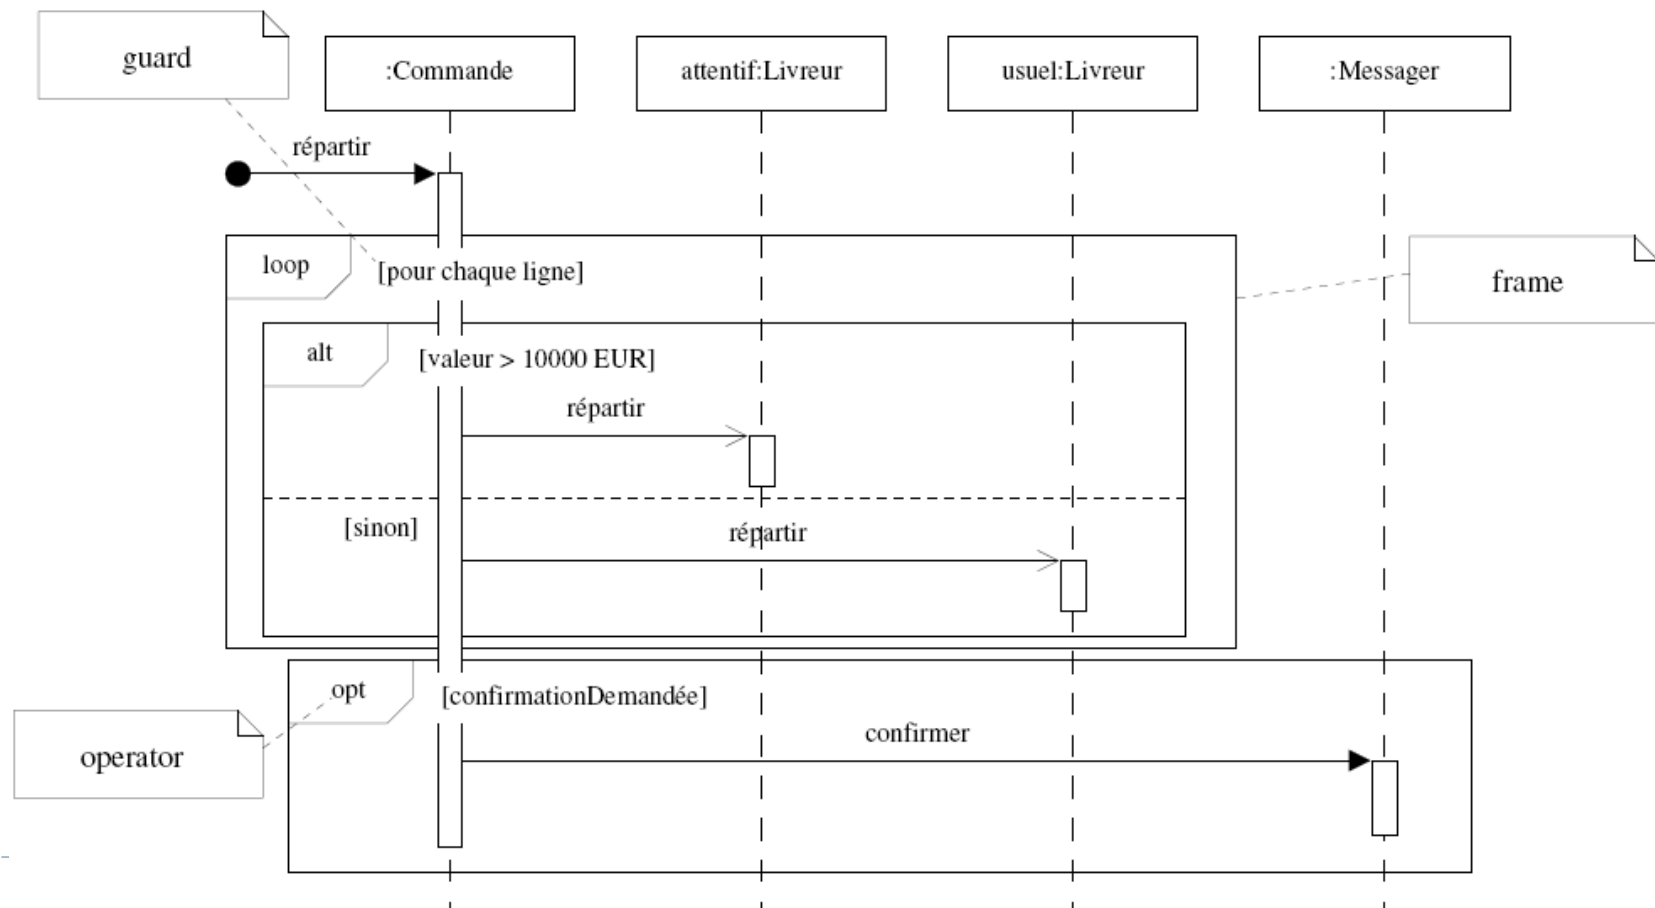 guard
:Commande
attentif:Livreur
usuel:Livreur
:Messager
répartir
loop
[pour chaque ligne]
frame
alt
[valeur > 10000 EUR]
répartir
[sinon]
répartir
opt
[confirmationDemandée]
confirmer
operator